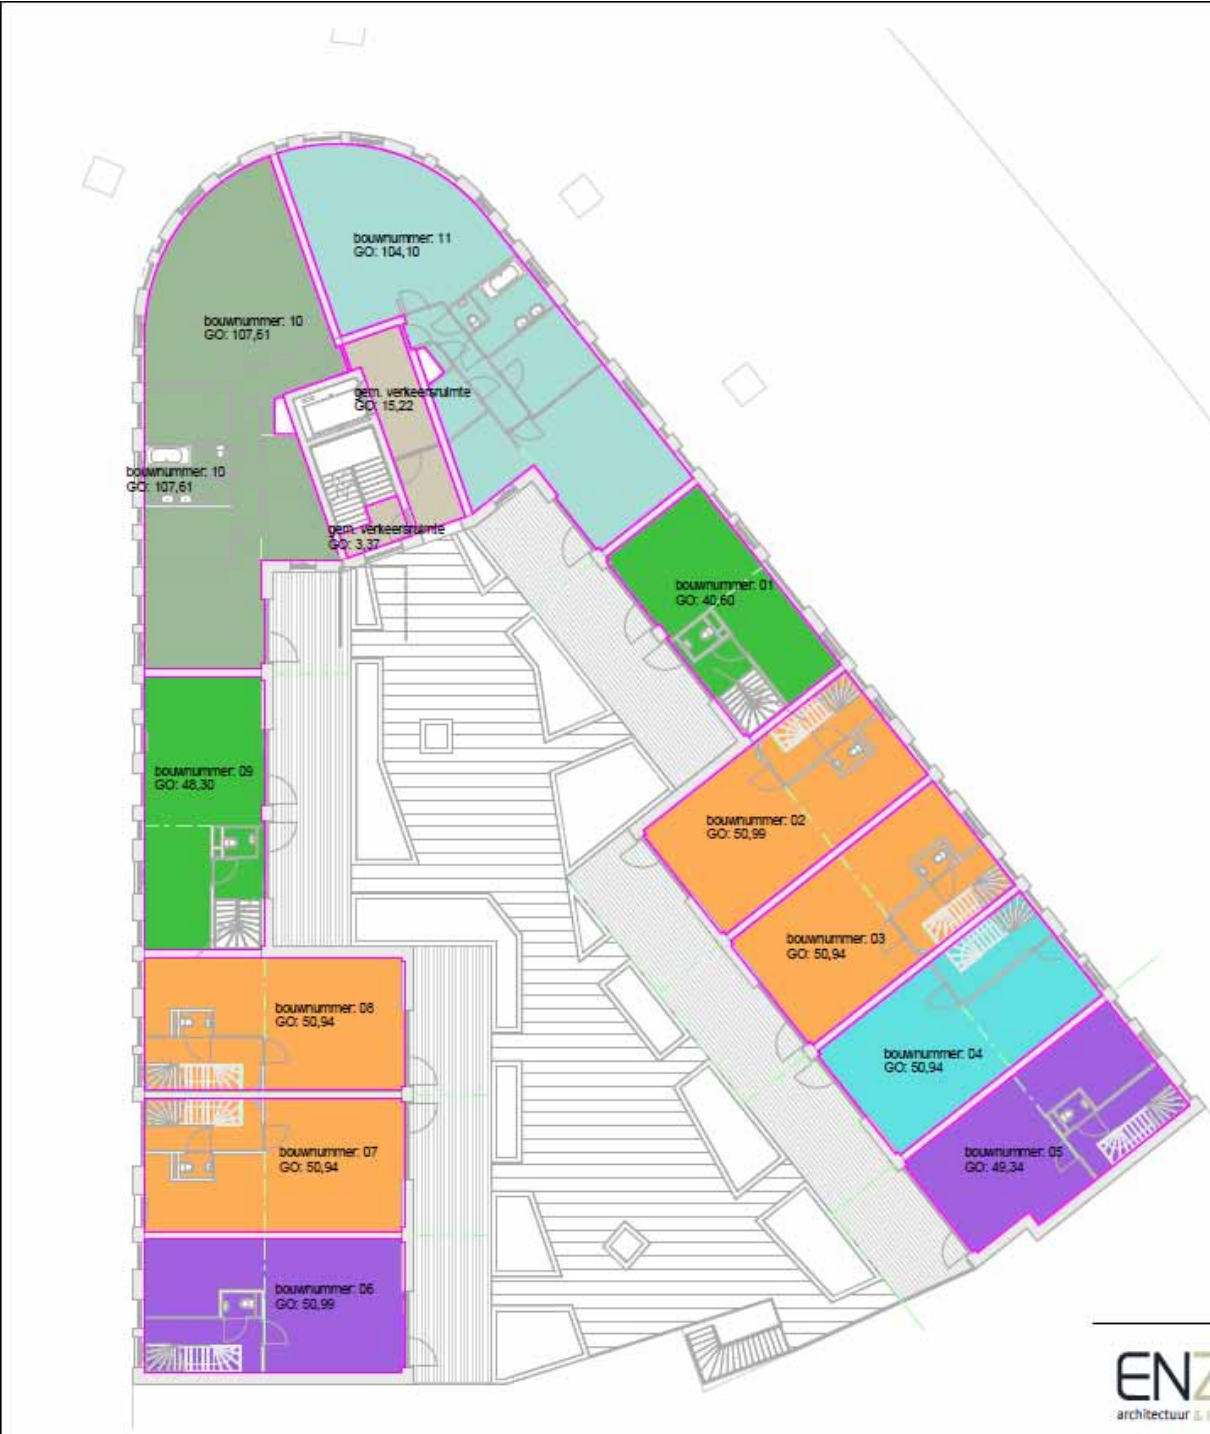 bouwnummer: 11
GO: 104,10
bouwnummer: 10
GO: 107,61
gem. verkeersruimte
GO: 15,22
bouwnummer: 10
GO: 107,61
gem. verkeersruimte
GO: 3,37
bouwnummer: 01
GO: 40,60
bouwnummer: 09
GO: 48,30
bouwnummer: 02
GO: 50,99
bouwnummer: 03
GO: 50,94
bouwnummer: 08
GO: 50,94
bouwnummer: 04
GO: 50,94
bouwnummer: 07
GO: 50,94
bouwnummer: 05
GO: 49,34
bouwnummer: 06
GO: 50,99
ENZ
architectuur &